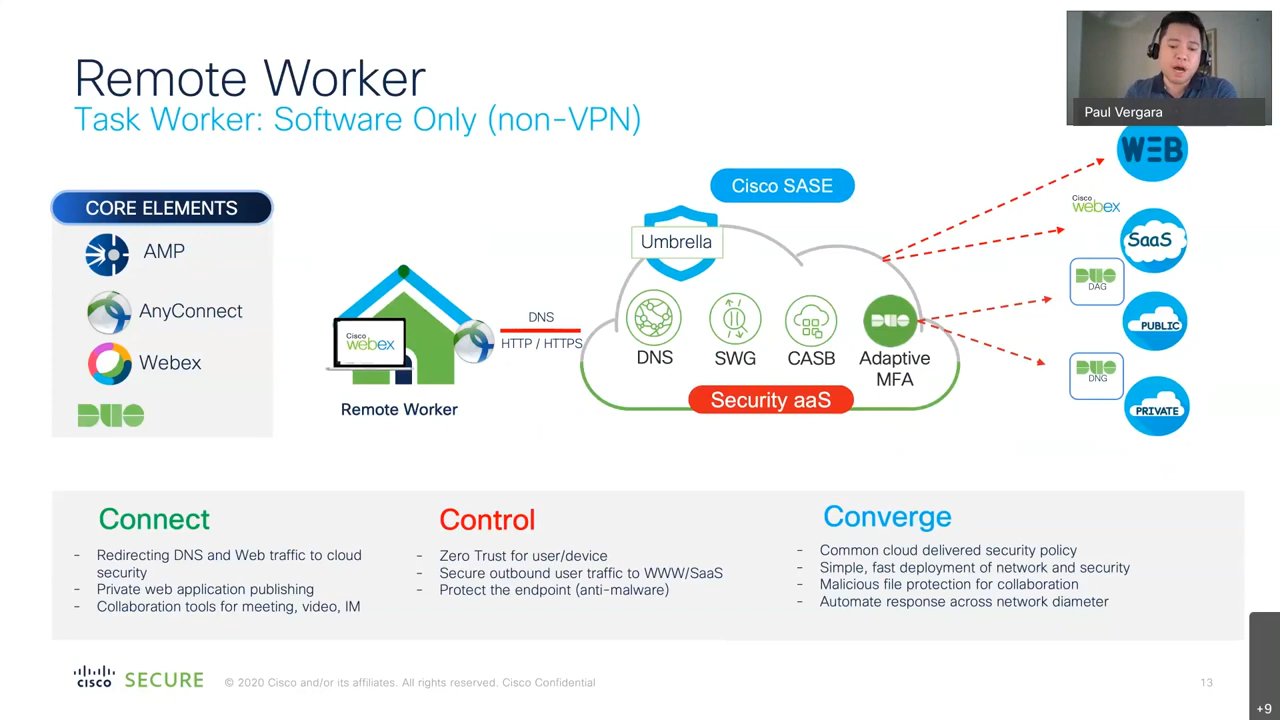 Remote Worker
Task Worker: Software Only (non-VPN)
Paul Vergara
CORE ELEMENTS
AMP
AnyConnect
Webex
DUO
Cisco
webex
Remote Worker
DNS
HTTP / HTTPS
Cisco SASE
Umbrella
DNS
SWG
CASB
DUO
Adaptive
MFA
Security aaS
WEB
Cisco
webex
SaaS
DUO
DAG
PUBLIC
DUO
DNG
PRIVATE
Connect
- Redirecting DNS and Web traffic to cloud
security
- Private web application publishing
- Collaboration tools for meeting, video, IM
Control
- Zero Trust for user/device
- Secure outbound user traffic to WWW/SaaS
- Protect the endpoint (anti-malware)
Converge
- Common cloud delivered security policy
- Simple, fast deployment of network and security
- Malicious file protection for collaboration
- Automate response across network diameter
cisco SECURE
© 2020 Cisco and/or its affiliates. All rights reserved. Cisco Confidential
13
+9